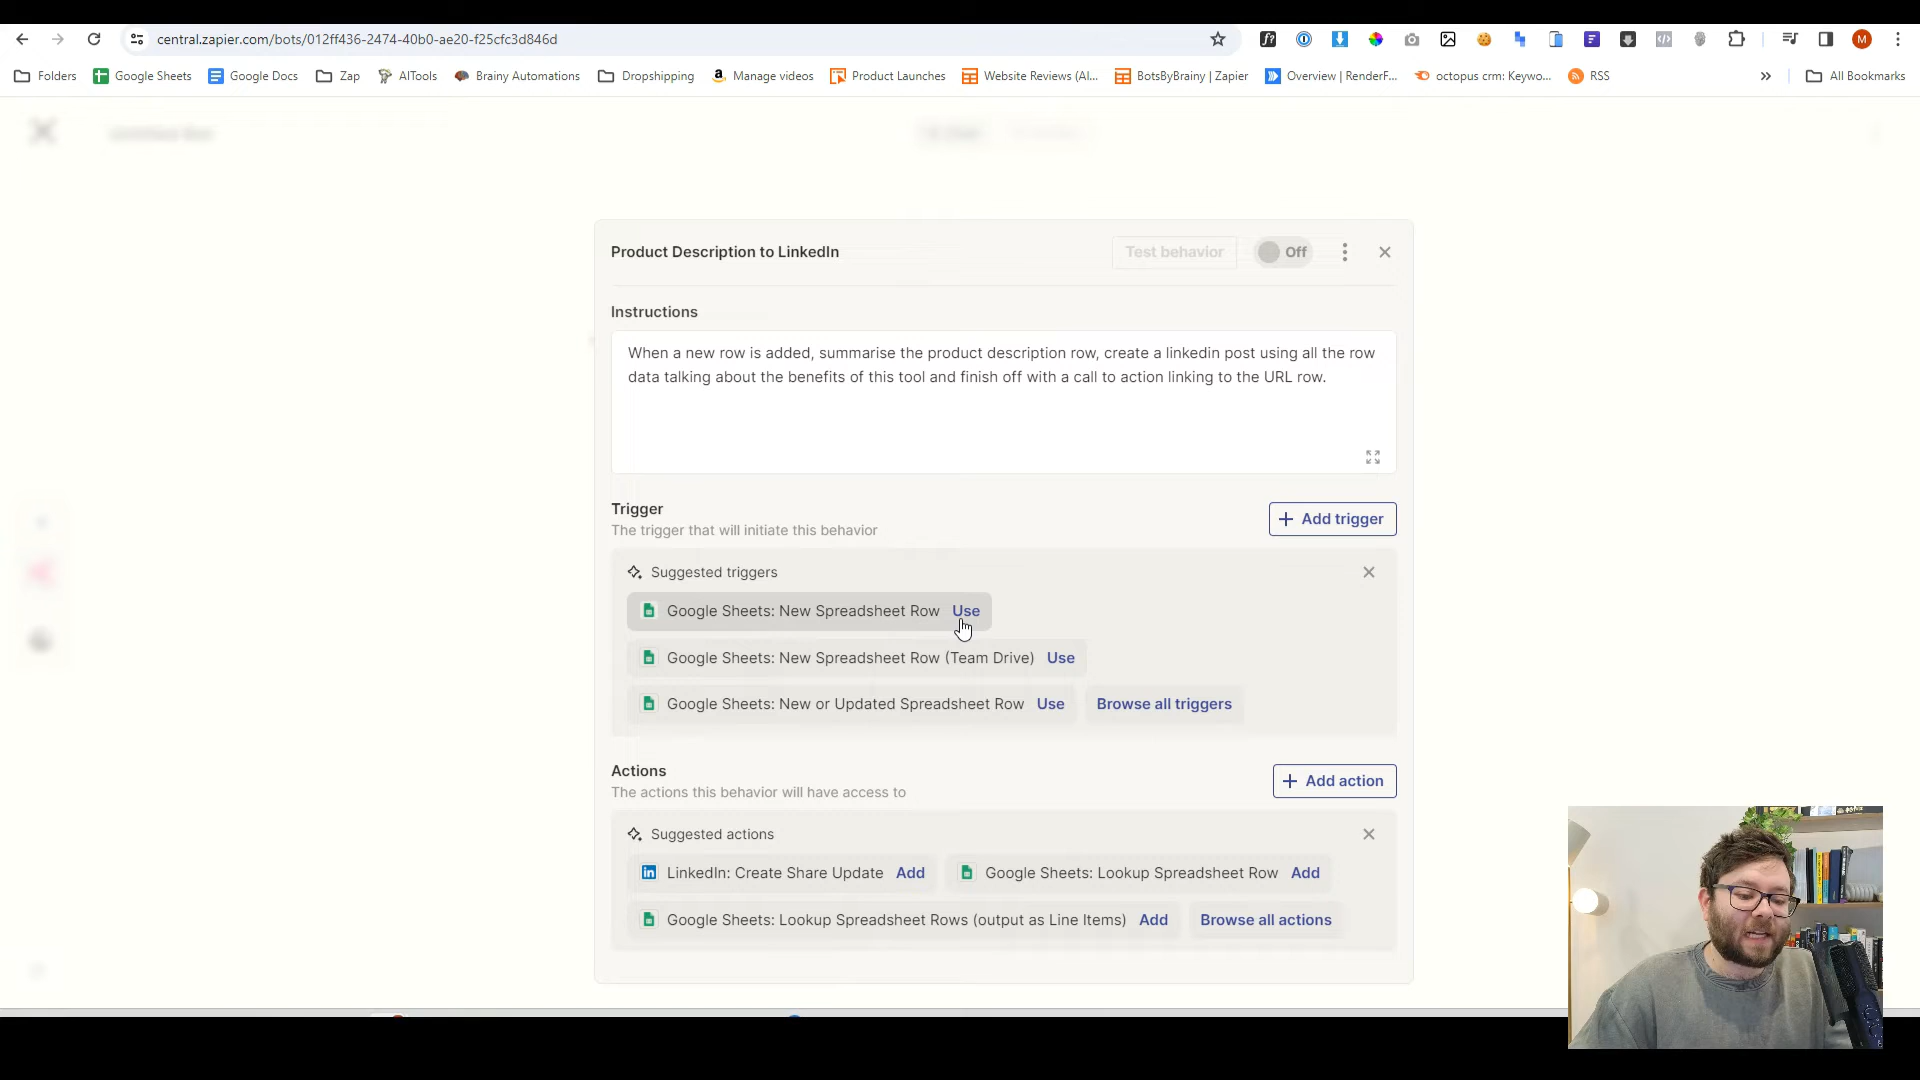 central.zapier.com/bots/012ff436-2474-40b0-ae20-f25cfc3d846d
Folders Google Sheets Google Docs Zap AITools Brainy Automations Dropshipping Manage videos Product Launches Website Reviews (AI... BotsByBrainy | Zapier Overview | RenderF... octopus crm: Keywo... RSS » All Bookmarks
Product Description to LinkedIn Test behavior Off
Instructions
When a new row is added, summarise the product description row, create a linkedin post using all the row
data talking about the benefits of this tool and finish off with a call to action linking to the URL row.
Trigger
The trigger that will initiate this behavior
+ Add trigger
Suggested triggers
Google Sheets: New Spreadsheet Row Use
Google Sheets: New Spreadsheet Row (Team Drive) Use
Google Sheets: New or Updated Spreadsheet Row Use Browse all triggers
Actions
The actions this behavior will have access to
+ Add action
Suggested actions
LinkedIn: Create Share Update Add Google Sheets: Lookup Spreadsheet Row Add
Google Sheets: Lookup Spreadsheet Rows (output as Line Items) Add Browse all actions